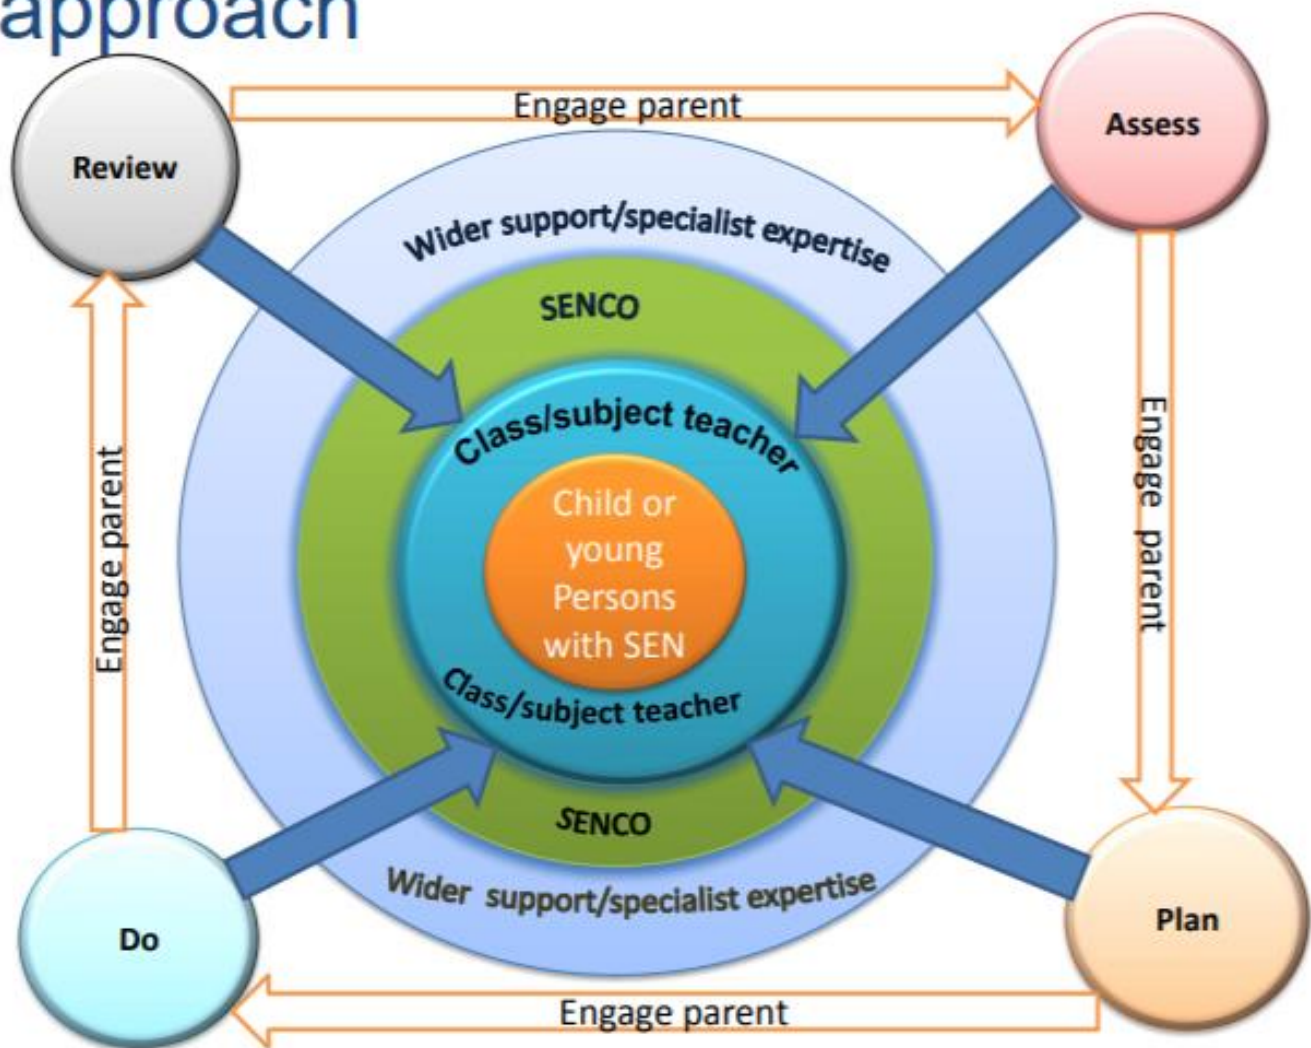 approach
Review
Engage parent
Assess
Wider support/specialist expertise
SENCO
Class/subject teacher
Child or
young
Persons
with SEN
Class/subject teacher
SENCO
Wider support/specialist expertise
Engage parent
Engage parent
Do
Engage parent
Plan